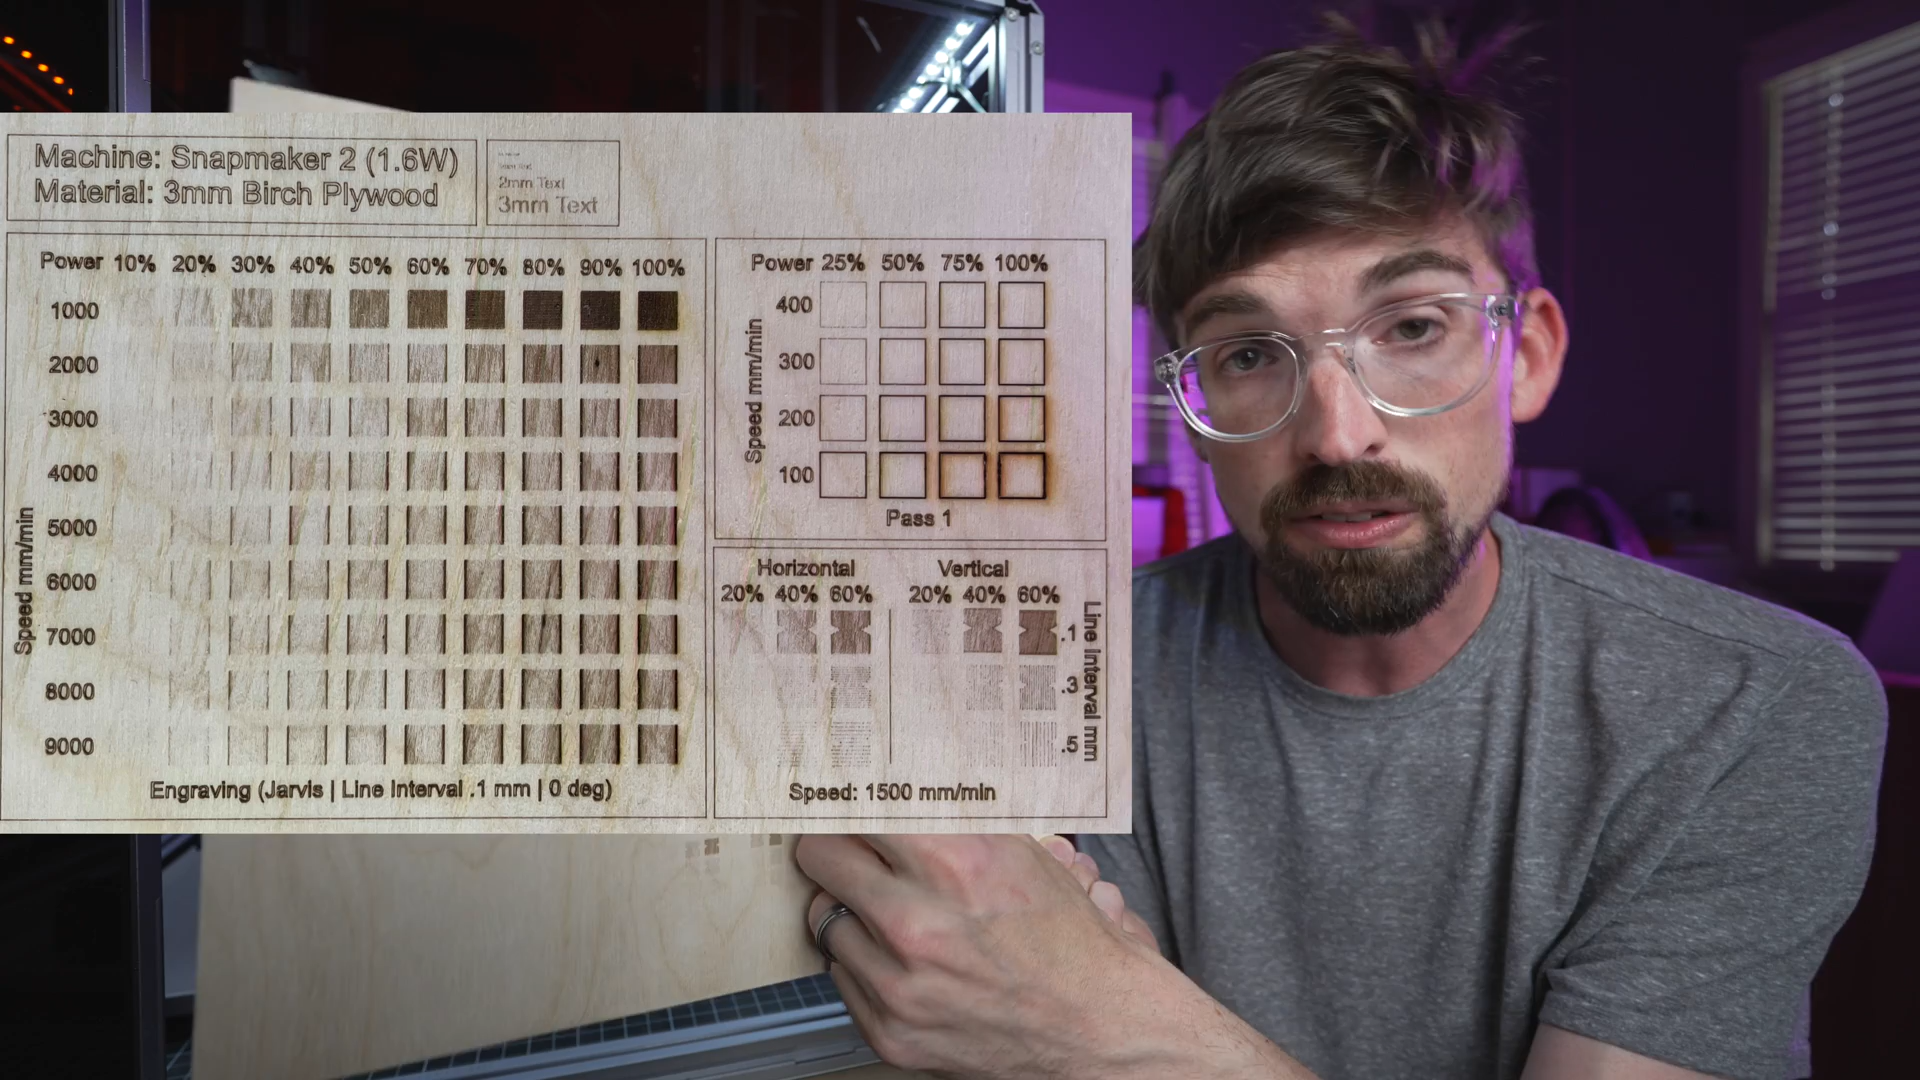 Machine: Snapmaker 2 (1.6W)
Material: 3mm Birch Plywood
2mm Text
3mm Text
Power 10% 20% 30% 40% 50% 60% 70% 80% 90% 100%
1000
2000
3000
4000
5000
6000
7000
8000
9000
Speed mm/min
Engraving (Jarvis | Line Interval .1 mm | 0 deg)
Power 25% 50% 75% 100%
400
300
200
100
Speed mm/min
Pass 1
Horizontal Vertical
20% 40% 60% 20% 40% 60%
.1
.3
.5
Line Interval mm
Speed: 1500 mm/min